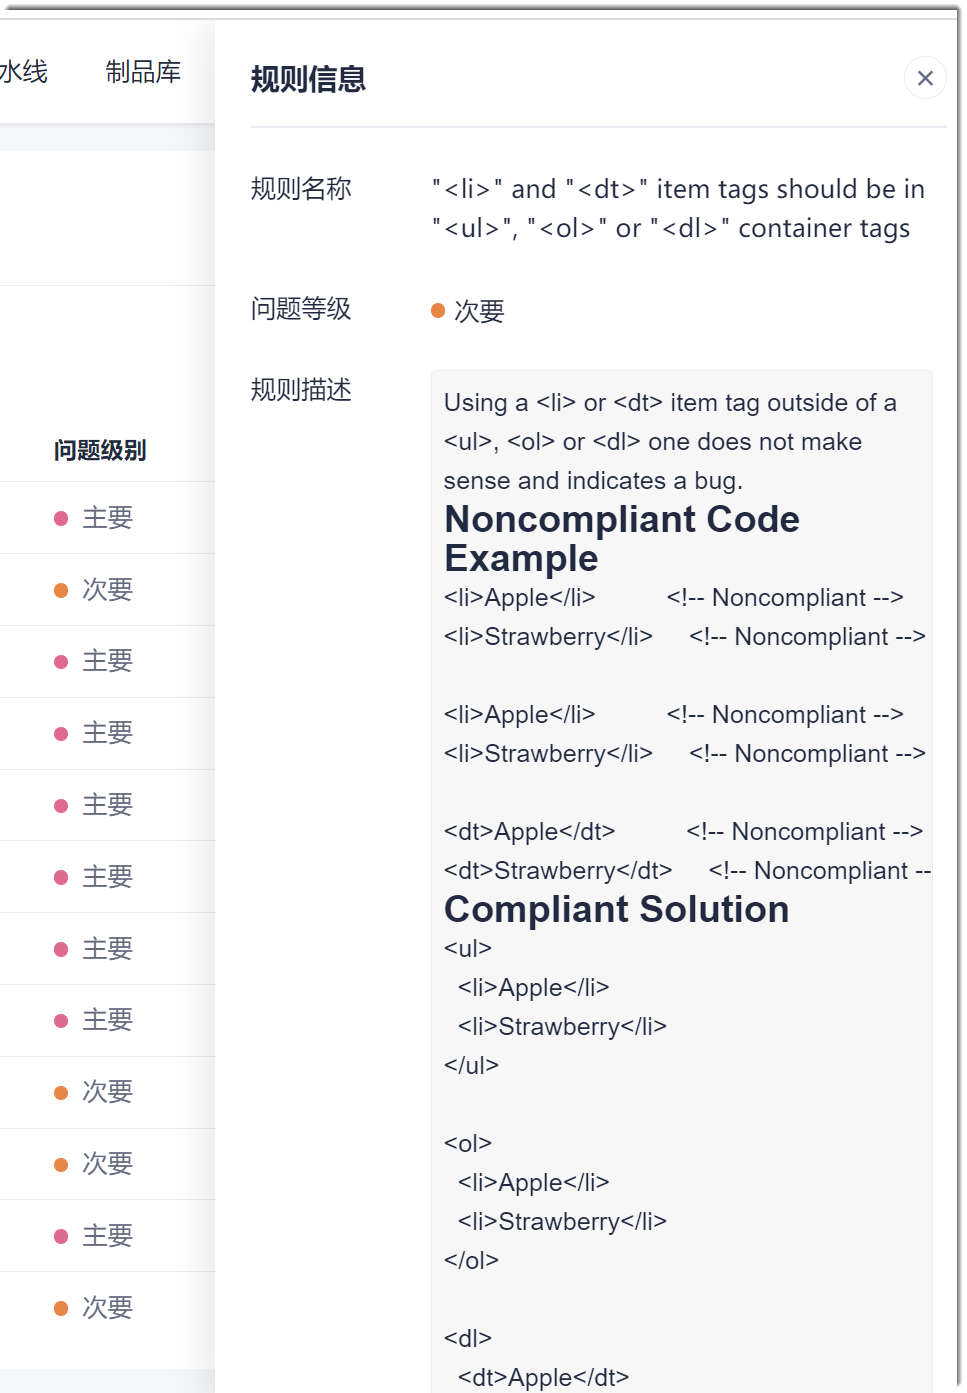 水线 制品库
问题级别
主要
次要
主要
主要
主要
主要
主要
主要
次要
次要
主要
次要
规则信息
规则名称
"<li>" and "<dt>" item tags should be in
"<ul>", "<ol>" or "<dl>" container tags
问题等级
次要
规则描述
Using a <li> or <dt> item tag outside of a
<ul>, <ol> or <dl> one does not make
sense and indicates a bug.
Noncompliant Code
Example
<li>Apple</li> <!-- Noncompliant -->
<li>Strawberry</li> <!-- Noncompliant -->
<li>Apple</li> <!-- Noncompliant -->
<li>Strawberry</li> <!-- Noncompliant -->
<dt>Apple</dt> <!-- Noncompliant -->
<dt>Strawberry</dt> <!-- Noncompliant --
Compliant Solution
<ul>
  <li>Apple</li>
  <li>Strawberry</li>
</ul>
<ol>
  <li>Apple</li>
  <li>Strawberry</li>
</ol>
<dl>
  <dt>Apple</dt>